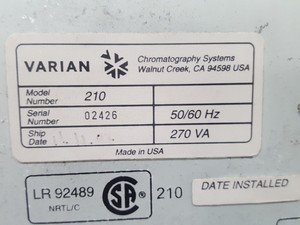 VARIAN
Chromatography Systems
Walnut Creek, CA 94598 USA
Model Number 210
Serial Number 02426 50/60 Hz
Ship Date 270 VA
Made in USA
LR 92489
NRTL/C
SA
210
DATE INSTALLED